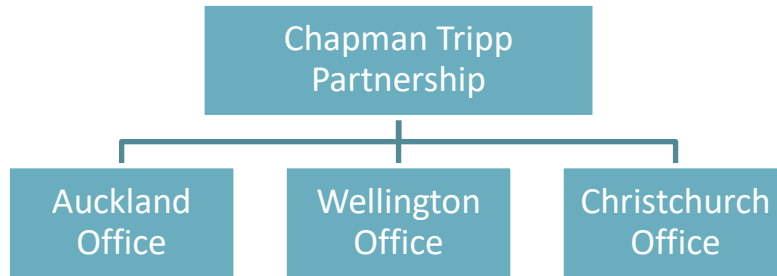 Chapman Tripp
Partnership
Auckland
Office
Wellington
Office
Christchurch
Office